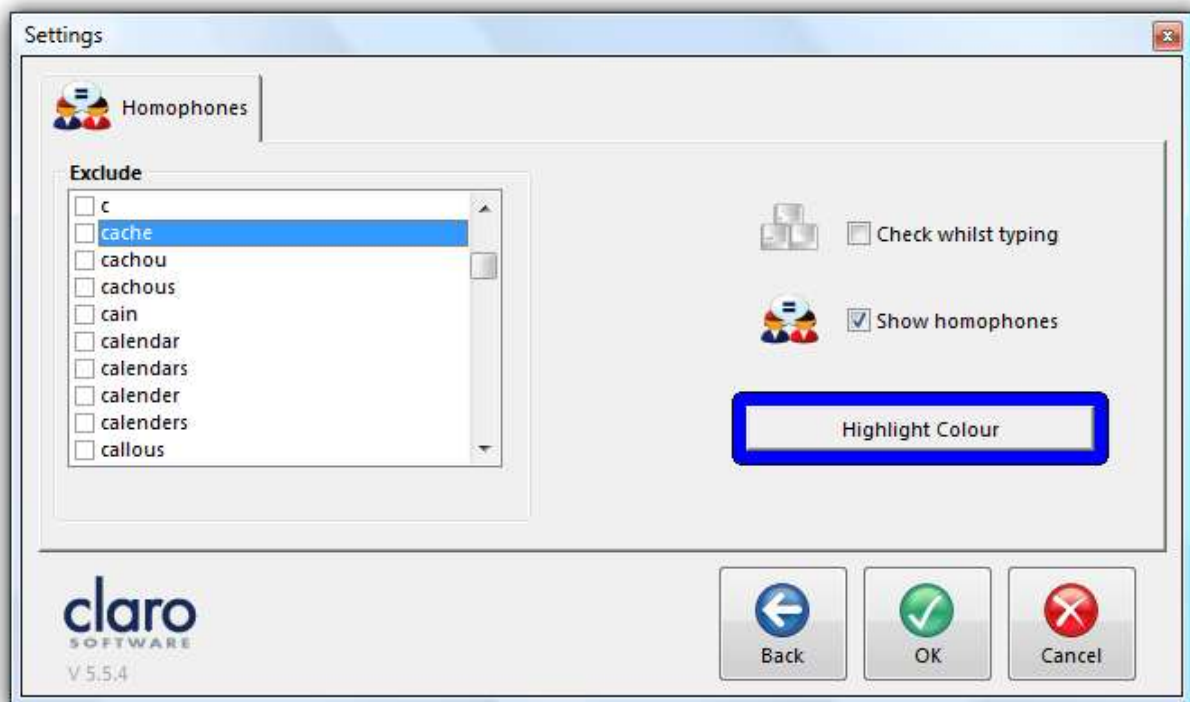 Settings
Homophones
Exclude
c
cache
cachou
cachous
cain
calendar
calendars
calender
calenders
callous
Check whilst typing
Show homophones
Highlight Colour
claro
SOFTWARE
V 5.5.4
Back
OK
Cancel